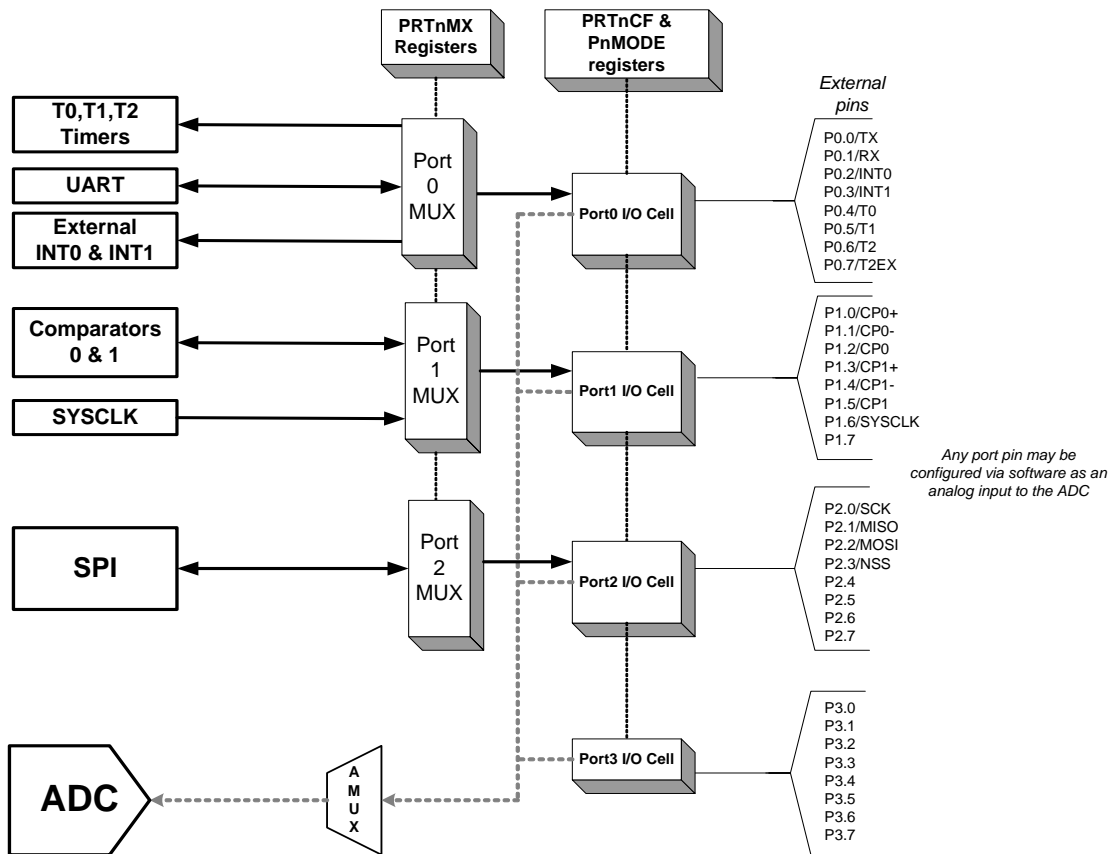 PRTnMX
Registers
PRTnCF &
PnMODE
registers
External
pins
T0,T1,T2
Timers
UART
External
INT0 & INT1
Port
0
MUX
Port0 I/O Cell
P0.0/TX
P0.1/RX
P0.2/INT0
P0.3/INT1
P0.4/T0
P0.5/T1
P0.6/T2
P0.7/T2EX
Comparators
0 & 1
SYSCLK
Port
1
MUX
Port1 I/O Cell
P1.0/CP0+
P1.1/CP0-
P1.2/CP0
P1.3/CP1+
P1.4/CP1-
P1.5/CP1
P1.6/SYSCLK
P1.7
Any port pin may be
configured via software as an
analog input to the ADC
SPI
Port
2
MUX
Port2 I/O Cell
P2.0/SCK
P2.1/MISO
P2.2/MOSI
P2.3/NSS
P2.4
P2.5
P2.6
P2.7
ADC
A
M
U
X
Port3 I/O Cell
P3.0
P3.1
P3.2
P3.3
P3.4
P3.5
P3.6
P3.7